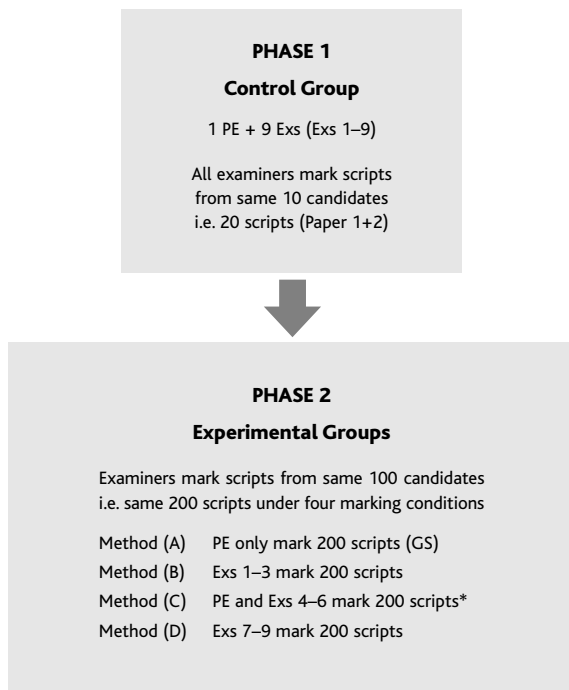 PHASE 1
Control Group
1 PE + 9 Exs (Exs 1–9)
All examiners mark scripts
from same 10 candidates
i.e. 20 scripts (Paper 1+2)
PHASE 2
Experimental Groups
Examiners mark scripts from same 100 candidates
i.e. same 200 scripts under four marking conditions
Method (A) PE only mark 200 scripts (GS)
Method (B) Exs 1–3 mark 200 scripts
Method (C) PE and Exs 4–6 mark 200 scripts*
Method (D) Exs 7–9 mark 200 scripts